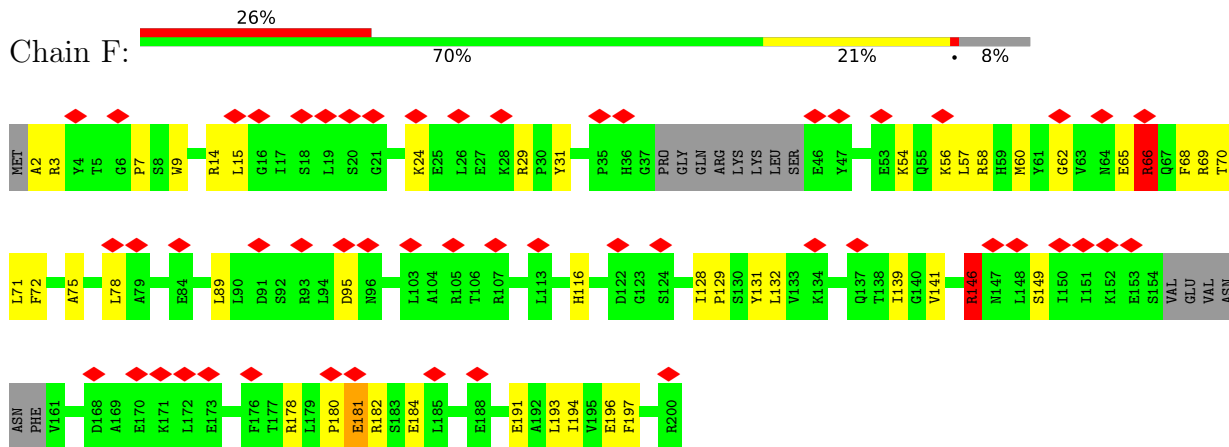 26%
Chain F:
70% 21% • 8%
MET A2 R3 Y4 T5 G6 P7 S8 W9 R14 L15 G16 I17 S18 L19 S20 G21 K24 E25 L26 E27 K28 R29 P30 Y31 P35 H36 G37 PRO GLY GLN ARG LYS LYS LEU SER E46 Y47 E53 K54 Q55 K56 L57 R58 H59 M60 Y61 G62 V63 N64 E65 R66 Q67 F68 R69 T70
L71 F72 A75 L78 A79 E84 L89 L90 D91 S92 R93 L94 D95 N96 L103 A104 R105 T106 R107 L113 H116 D122 G123 S124 I128 P129 S130 Y131 L132 V133 K134 Q137 T138 I139 G140 V141 R146 N147 L148 S149 I150 I151 K152 E153 S154 VAL GLU VAL ASN
ASN PHE V161 D168 A169 E170 K171 L172 E173 F176 T177 R178 L179 P180 E181 R182 S183 E184 L185 E188 E191 A192 L193 I194 V195 E196 F197 R200